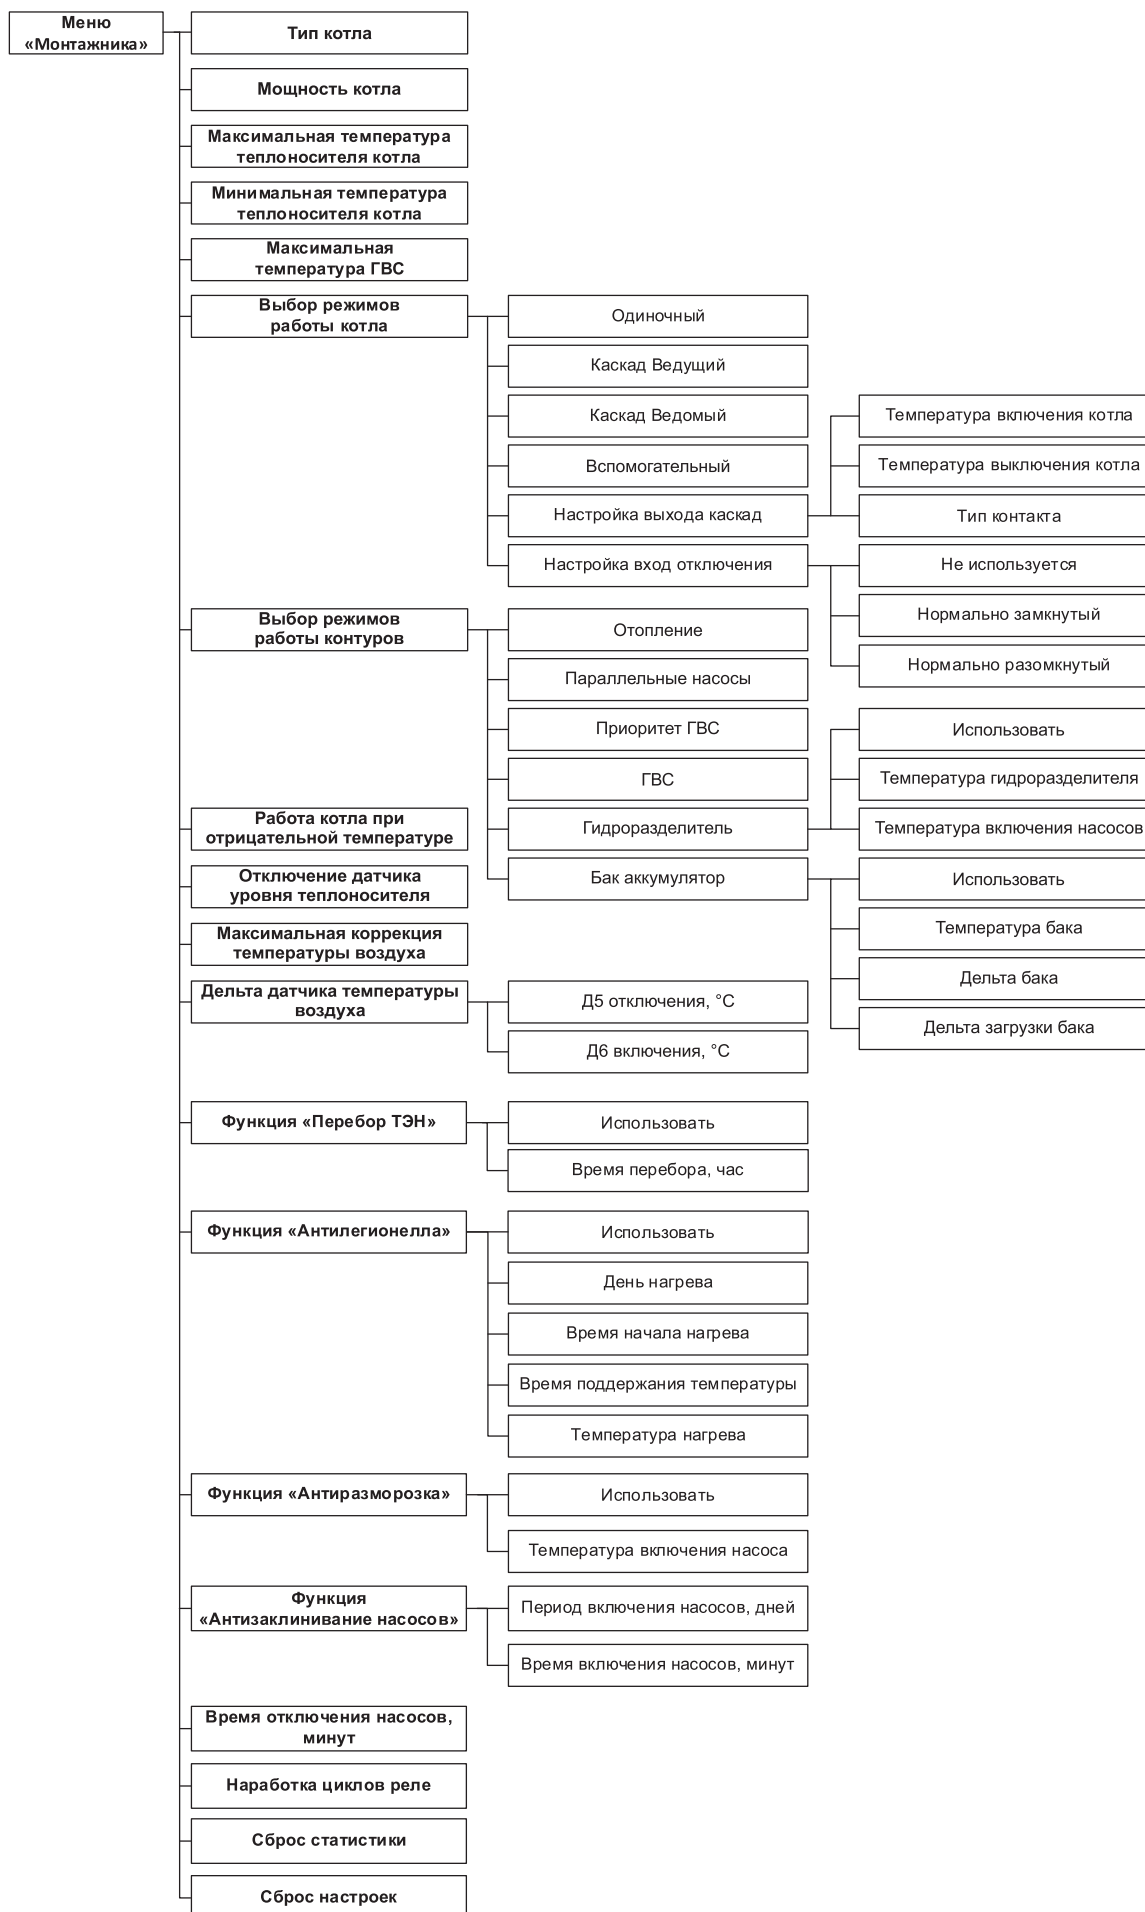 Меню
«Монтажника»
Тип котла
Мощность котла
Максимальная температура
теплоносителя котла
Минимальная температура
теплоносителя котла
Максимальная
температура ГВС
Выбор режимов
работы котла
Одиночный
Каскад Ведущий
Каскад Ведомый
Вспомогательный
Настройка выхода каскад
Температура включения котла
Температура выключения котла
Тип контакта
Настройка вход отключения
Не используется
Нормально замкнутый
Нормально разомкнутый
Выбор режимов
работы контуров
Отопление
Параллельные насосы
Приоритет ГВС
ГВС
Гидроразделитель
Использовать
Температура гидроразделителя
Температура включения насосов
Бак аккумулятор
Использовать
Температура бака
Дельта бака
Дельта загрузки бака
Работа котла при
отрицательной температуре
Отключение датчика
уровня теплоносителя
Максимальная коррекция
температуры воздуха
Дельта датчика температуры
воздуха
Д5 отключения, °С
Д6 включения, °С
Функция «Перебор ТЭН»
Использовать
Время перебора, час
Функция «Антилегионелла»
Использовать
День нагрева
Время начала нагрева
Время поддержания температуры
Температура нагрева
Функция «Антиразморозка»
Использовать
Температура включения насоса
Функция
«Антизаклинивание насосов»
Период включения насосов, дней
Время включения насосов, минут
Время отключения насосов,
минут
Наработка циклов реле
Сброс статистики
Сброс настроек